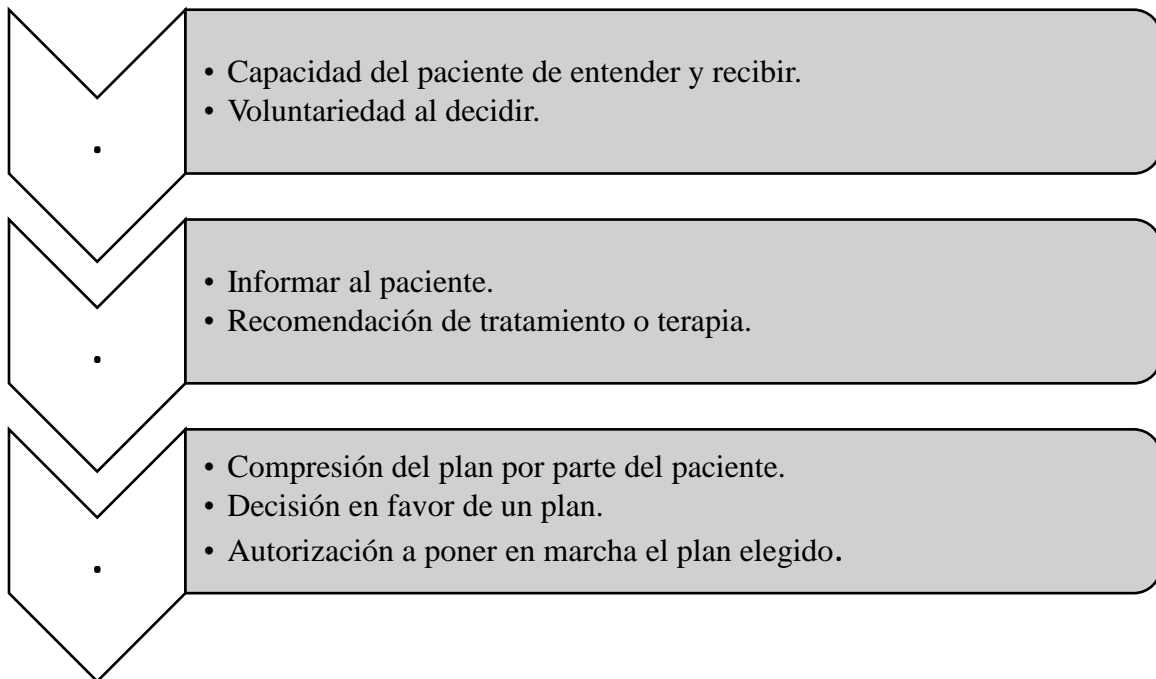 • Capacidad del paciente de entender y recibir.
• Voluntariedad al decidir.
.
• Informar al paciente.
• Recomendación de tratamiento o terapia.
.
• Compresión del plan por parte del paciente.
• Decisión en favor de un plan.
• Autorización a poner en marcha el plan elegido.
.